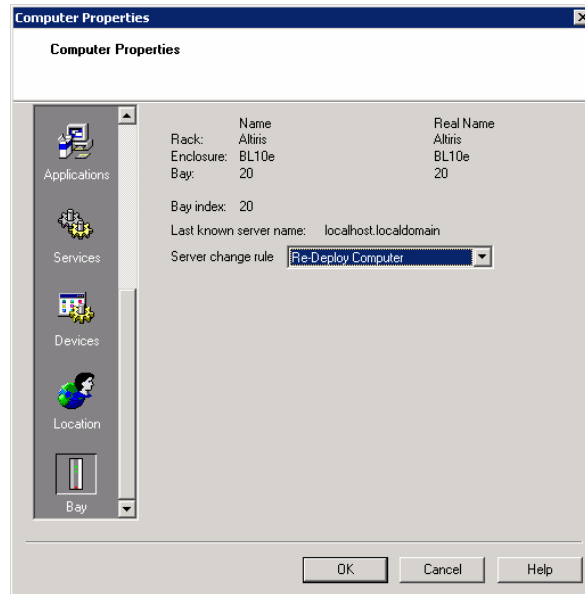 Computer Properties
Computer Properties
Applications
Services
Devices
Location
Bay
Name Real Name
Rack: Altiris Altiris
Enclosure: BL10e BL10e
Bay: 20 20
Bay index: 20
Last known server name: localhost.localdomain
Server change rule Re-Deploy Computer
OK Cancel Help